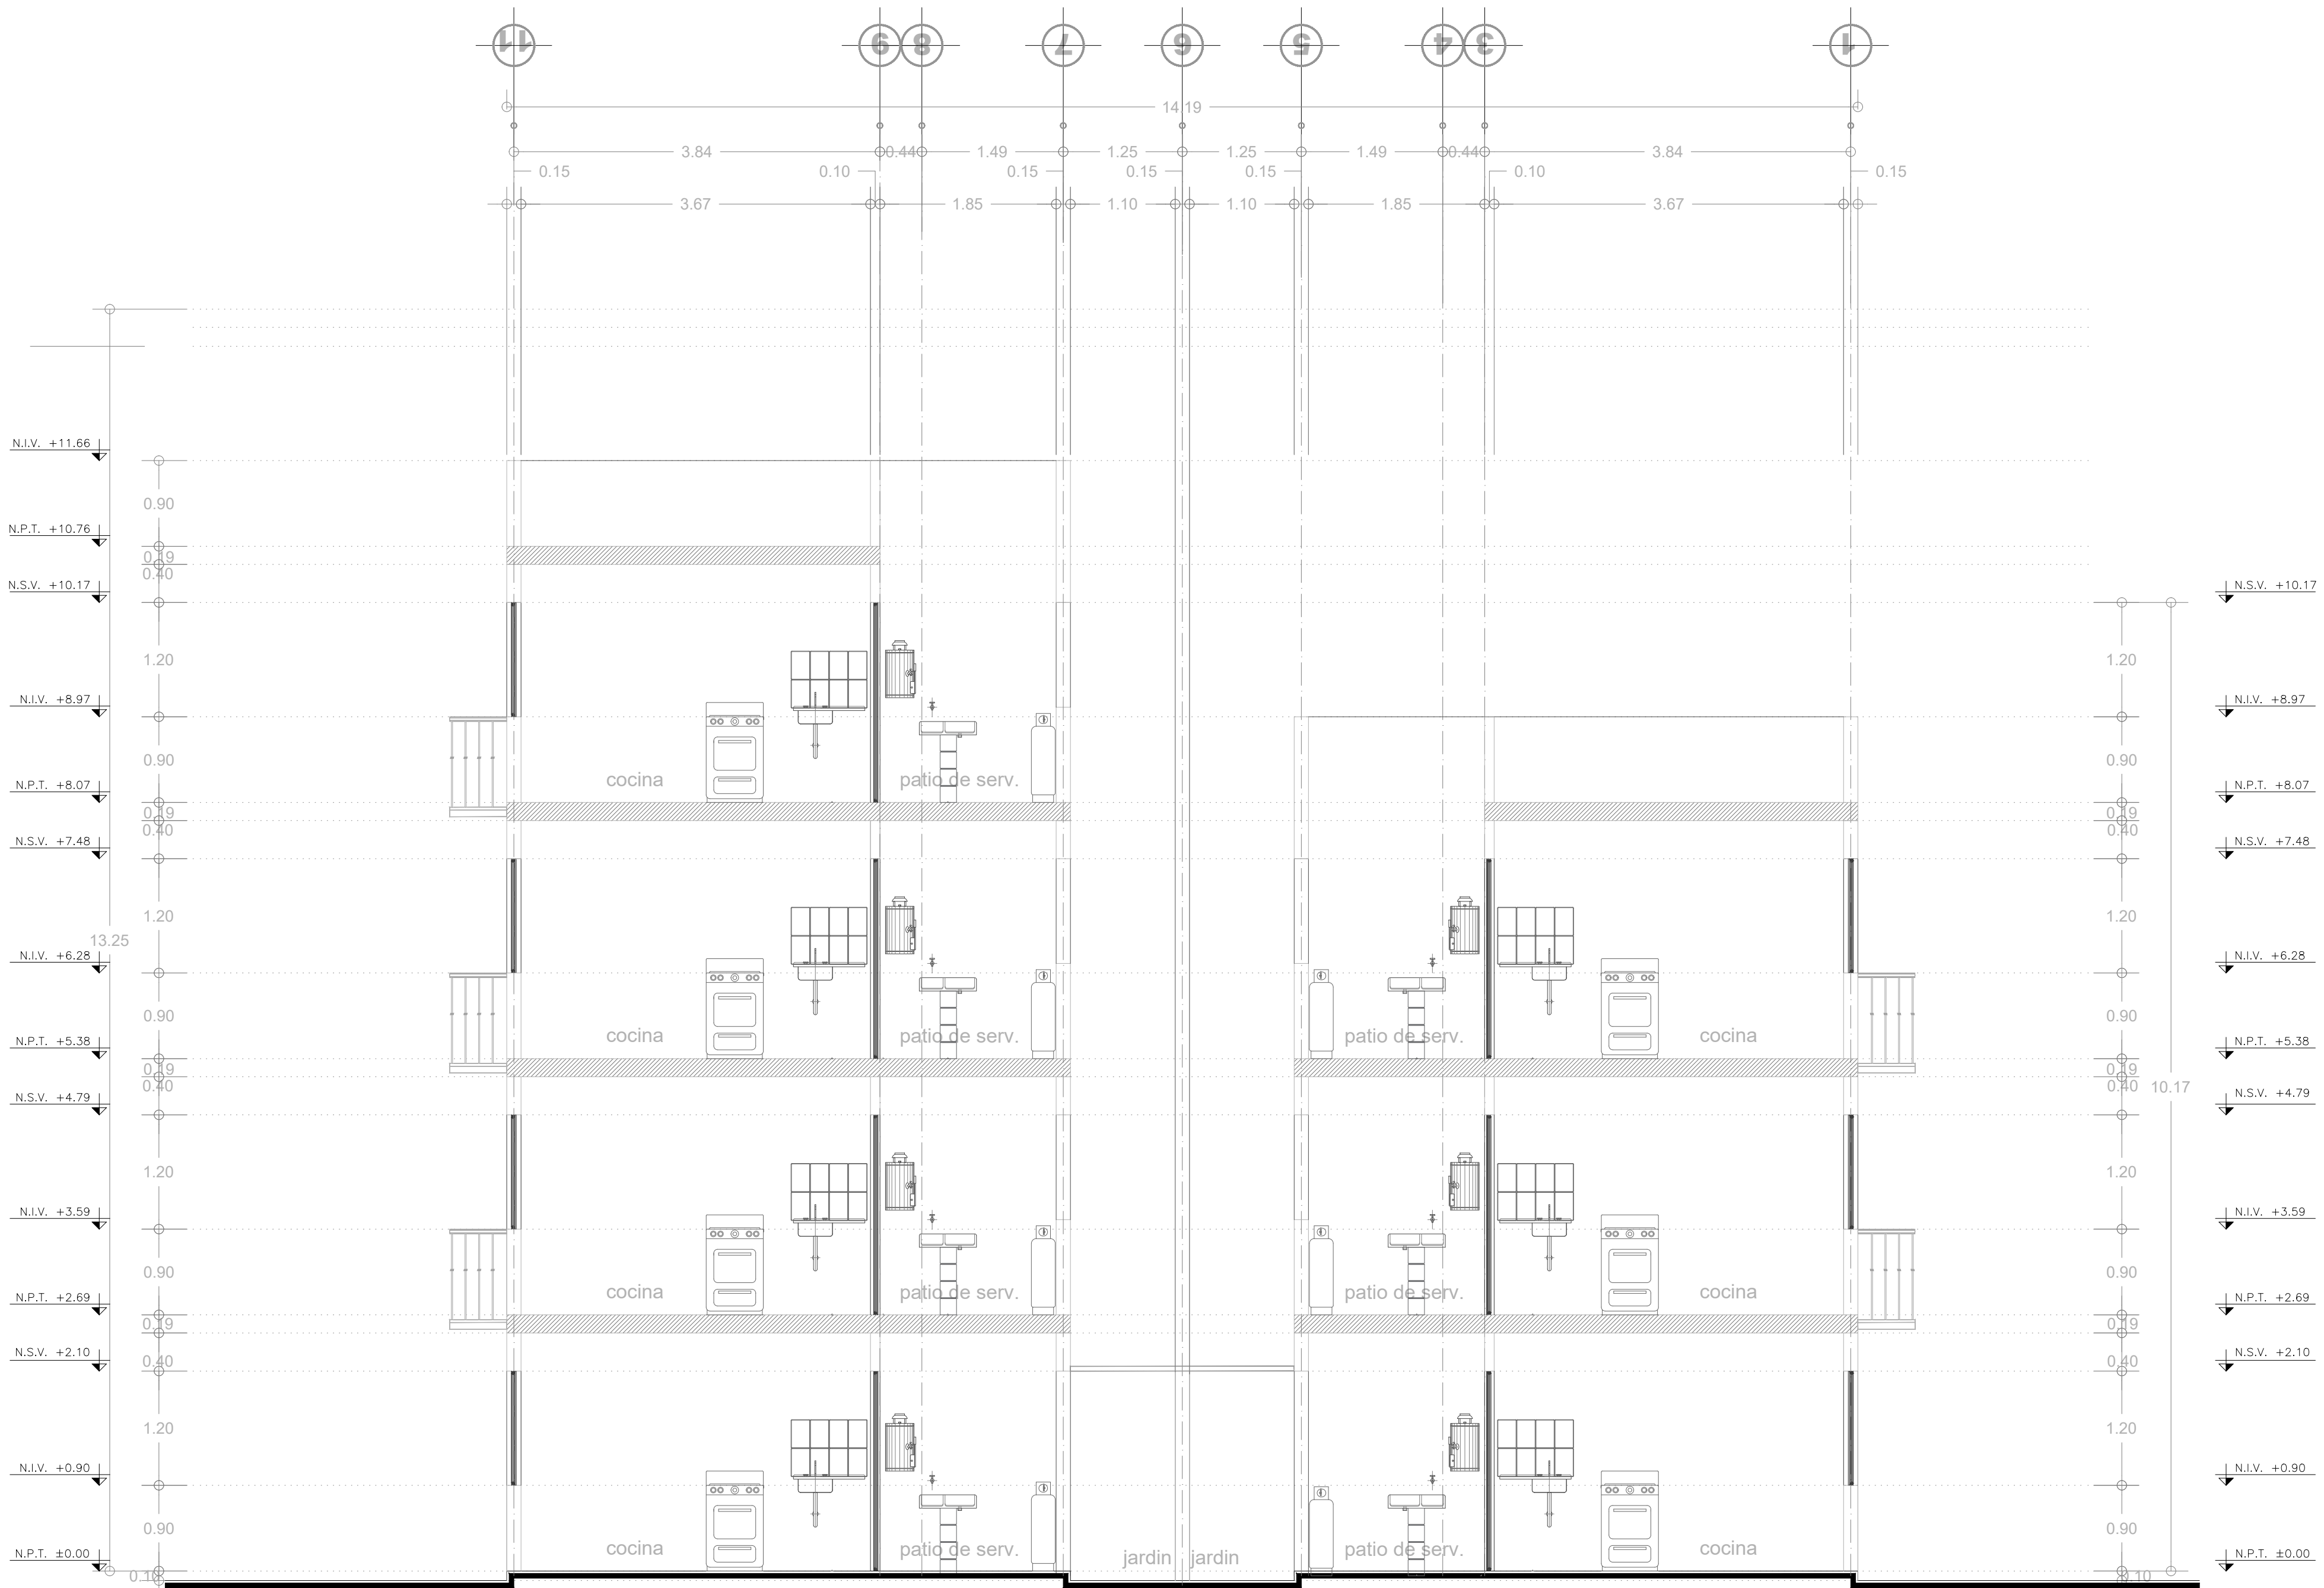 11 9 8 7 6 5 4 3 1
14.19
3.84 0.44 1.49 1.25 1.25 1.49 0.44 3.84
0.15 0.10 0.15 0.15 0.15 0.10 0.15
3.67 1.85 1.10 1.10 1.85 3.67
N.I.V. +11.66
0.90
N.P.T. +10.76
0.19
0.40
N.S.V. +10.17 N.S.V. +10.17
1.20 1.20
N.I.V. +8.97 N.I.V. +8.97
0.90 cocina patio de serv. 0.90
N.P.T. +8.07 N.P.T. +8.07
0.19 0.19
0.40 0.40
N.S.V. +7.48 N.S.V. +7.48
1.20 1.20
13.25
N.I.V. +6.28 N.I.V. +6.28
0.90 cocina patio de serv. patio de serv. cocina 0.90
N.P.T. +5.38 N.P.T. +5.38
0.19 0.19
0.40 0.40 10.17
N.S.V. +4.79 N.S.V. +4.79
1.20 1.20
N.I.V. +3.59 N.I.V. +3.59
0.90 cocina patio de serv. patio de serv. cocina 0.90
N.P.T. +2.69 N.P.T. +2.69
0.19 0.19
N.S.V. +2.10 N.S.V. +2.10
0.40 0.40
1.20 1.20
N.I.V. +0.90 N.I.V. +0.90
0.90 0.90
cocina patio de serv. jardin jardin patio de serv. cocina
N.P.T. ±0.00 N.P.T. ±0.00
0.10 0.10